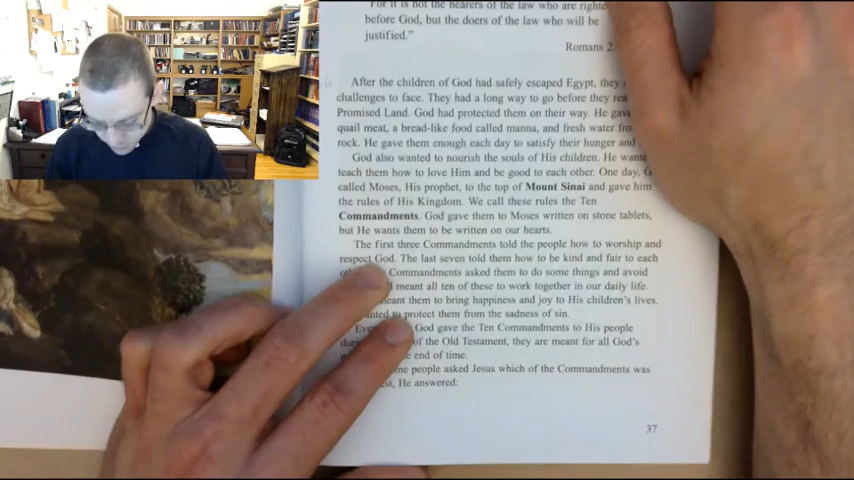 "For it is not the hearers of the law who are righte
before God, but the doers of the law who will be
justified."
Romans 2:
After the children of God had safely escaped Egypt, they
challenges to face. They had a long way to go before they rea
Promised Land. God had protected them on their way. He gave
quail meat, a bread-like food called manna, and fresh water fro
rock. He gave them enough each day to satisfy their hunger and
God also wanted to nourish the souls of His children. He wante
teach them how to love Him and be good to each other. One day, G
called Moses, His prophet, to the top of Mount Sinai and gave him
the rules of His Kingdom. We call these rules the Ten
Commandments. God gave them to Moses written on stone tablets,
but He wants them to be written on our hearts.
The first three Commandments told the people how to worship and
respect God. The last seven told them how to be kind and fair to each
Commandments asked them to do some things and avoid
meant all ten of these to work together in our daily life.
meant them to bring happiness and joy to His children's lives.
wanted to protect them from the sadness of sin.
God gave the Ten Commandments to His people
of the Old Testament, they are meant for all God's
end of time.
people asked Jesus which of the Commandments was
He answered:
37